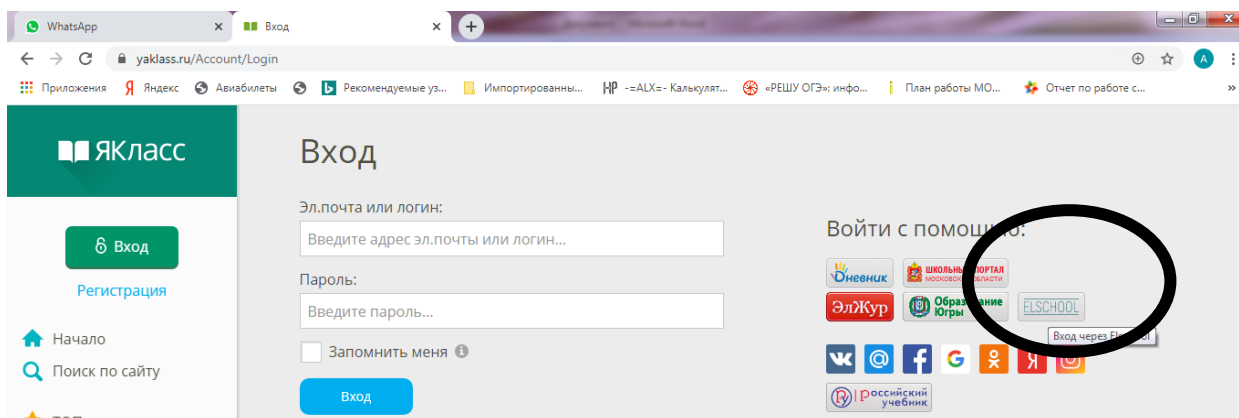 WhatsApp
Вход
yaklass.ru/Account/Login
A
Приложения Яндекс Авиабилеты Рекомендуемые уз... Импортированны... -=ALX=- Калькулят... «РЕШУ ОГЭ»: инфо... План работы МО... Отчет по работе с... »
ЯКласс
Вход
Регистрация
Начало
Поиск по сайту
Вход
Эл.почта или логин:
Введите адрес эл.почты или логин...
Пароль:
Введите пароль...
Запомнить меня
Вход
Войти с помощью:
Дневник
ШКОЛЬНЫЙ ПОРТАЛ
МОСКОВСКОЙ ОБЛАСТИ
ЭлЖур
Образование
Югры
ELSCHOOL
Вход через Elschool
Российский
учебник